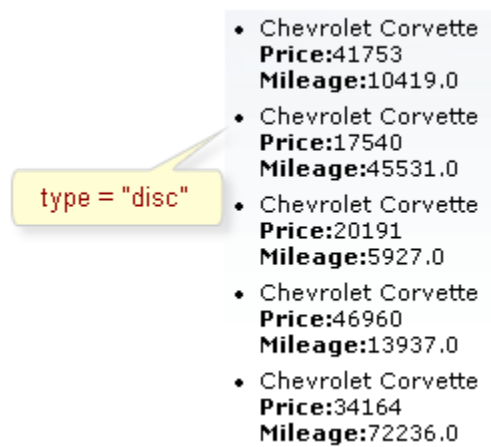 Chevrolet Corvette
Price:41753
Mileage:10419.0
Chevrolet Corvette
Price:17540
Mileage:45531.0
type = "disc"
Chevrolet Corvette
Price:20191
Mileage:5927.0
Chevrolet Corvette
Price:46960
Mileage:13937.0
Chevrolet Corvette
Price:34164
Mileage:72236.0